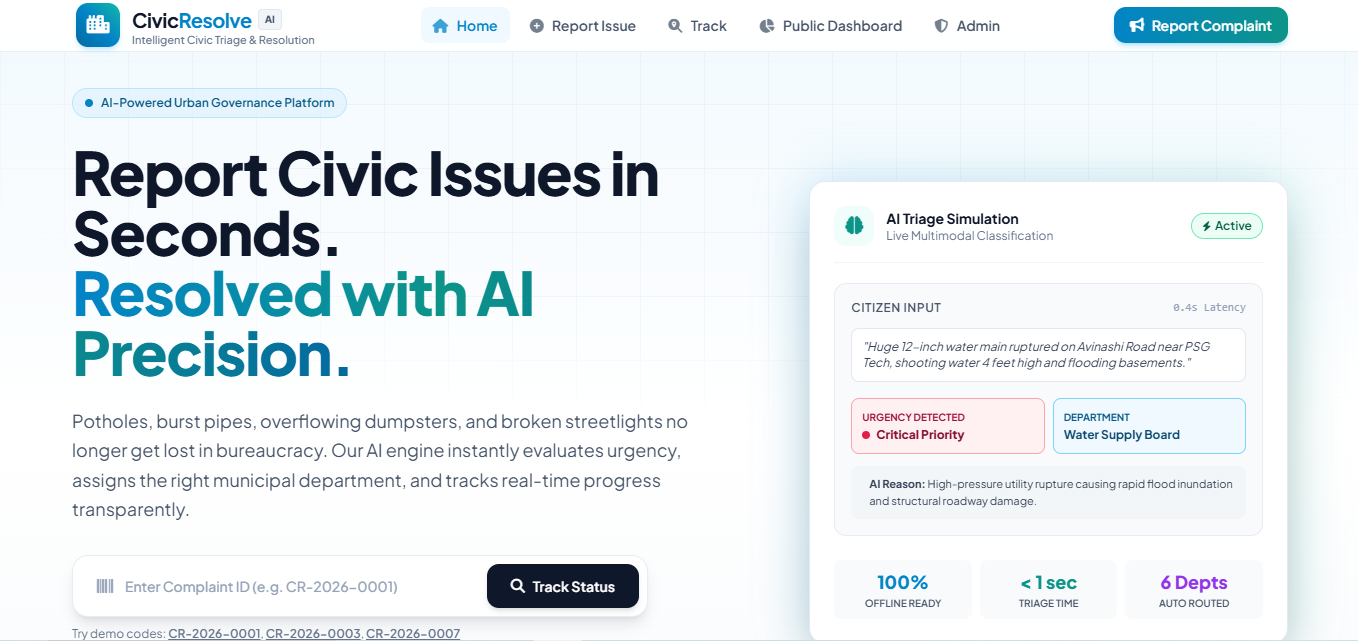 CivicResolve AI
Intelligent Civic Triage & Resolution
Home
Report Issue
Track
Public Dashboard
Admin
Report Complaint
AI-Powered Urban Governance Platform
Report Civic Issues in
Seconds.
Resolved with AI
Precision.
Potholes, burst pipes, overflowing dumpsters, and broken streetlights no
longer get lost in bureaucracy. Our AI engine instantly evaluates urgency,
assigns the right municipal department, and tracks real-time progress
transparently.
Enter Complaint ID (e.g. CR-2026-0001)
Track Status
Try demo codes: CR-2026-0001, CR-2026-0003, CR-2026-0007
AI Triage Simulation
Live Multimodal Classification
Active
CITIZEN INPUT
0.4s Latency
"Huge 12-inch water main ruptured on Avinashi Road near PSG
Tech, shooting water 4 feet high and flooding basements."
URGENCY DETECTED
Critical Priority
DEPARTMENT
Water Supply Board
AI Reason: High-pressure utility rupture causing rapid flood inundation
and structural roadway damage.
100%
OFFLINE READY
< 1 sec
TRIAGE TIME
6 Depts
AUTO ROUTED